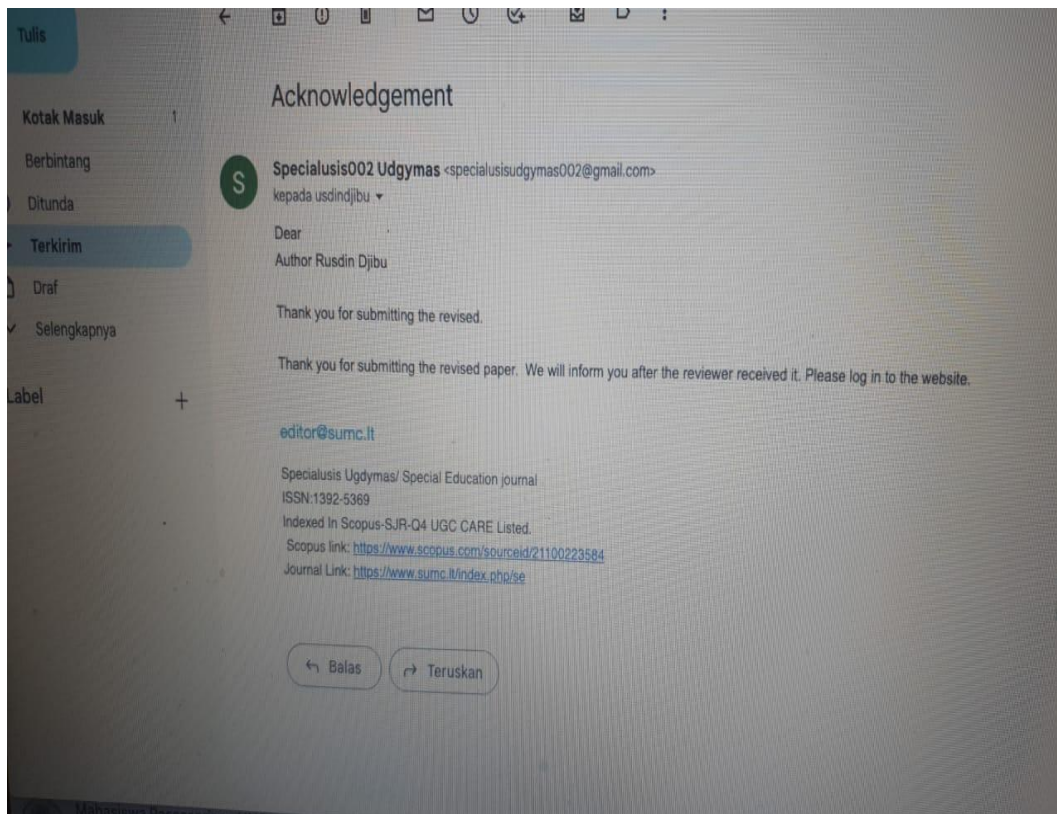 Tulis
Kotak Masuk 1
Berbintang
Ditunda
Terkirim
Draf
Selengkapnya
Label +
Acknowledgement
S
Specialusis002 Udgymas <specialusisudgymas002@gmail.com>
kepada usdindjibu
Dear
Author Rusdin Djibu
Thank you for submitting the revised.
Thank you for submitting the revised paper. We will inform you after the reviewer received it. Please log in to the website.
editor@sumc.lt
Specialusis Ugdymas/ Special Education journal
ISSN:1392-5369
Indexed In Scopus-SJR-Q4 UGC CARE Listed.
Scopus link: https://www.scopus.com/sourceid/21100223584
Journal Link: https://www.sumc.lt/index.php/se
Balas
Teruskan